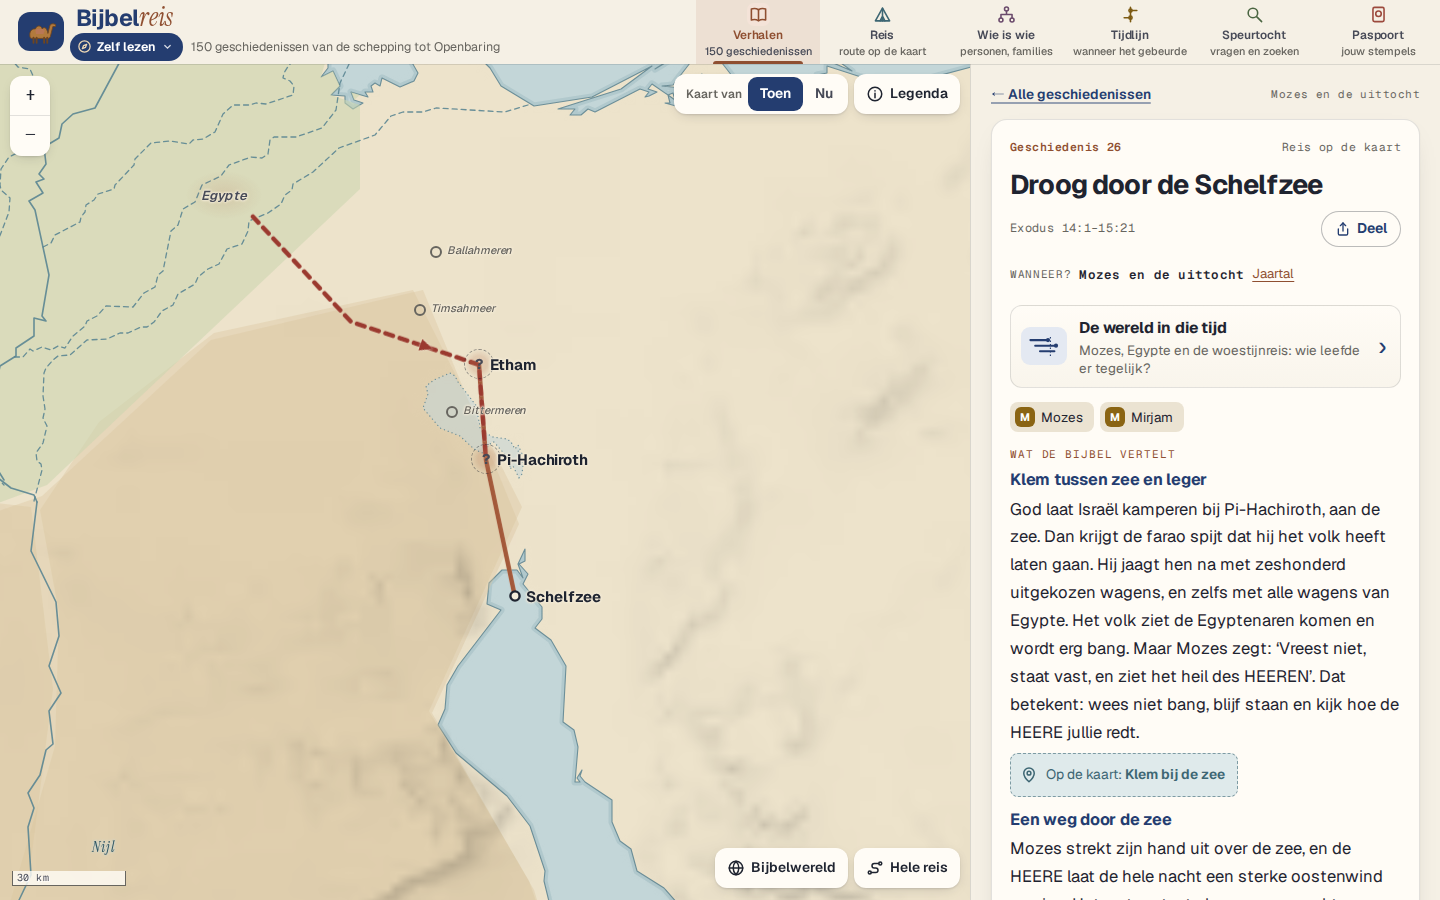 Bijbelreis
Zelf lezen
150 geschiedenissen van de schepping tot Openbaring
Verhalen
150 geschiedenissen
Reis
route op de kaart
Wie is wie
personen, families
Tijdlijn
wanneer het gebeurde
Speurtocht
vragen en zoeken
Paspoort
jouw stempels
+
−
Kaart van
Toen
Nu
Legenda
Egypte
Ballahmeren
Timsahmeer
?
Etham
Bittermeren
?
Pi-Hachiroth
Schelfzee
Nijl
30 km
Bijbelwereld
Hele reis
← Alle geschiedenissen
Mozes en de uittocht
Geschiedenis 26
Reis op de kaart
Droog door de Schelfzee
Exodus 14:1-15:21
Deel
WANNEER? Mozes en de uittocht Jaartal
De wereld in die tijd
Mozes, Egypte en de woestijnreis: wie leefde
er tegelijk?
›
M Mozes
M Mirjam
WAT DE BIJBEL VERTELT
Klem tussen zee en leger
God laat Israël kamperen bij Pi-Hachiroth, aan de
zee. Dan krijgt de farao spijt dat hij het volk heeft
laten gaan. Hij jaagt hen na met zeshonderd
uitgekozen wagens, en zelfs met alle wagens van
Egypte. Het volk ziet de Egyptenaren komen en
wordt erg bang. Maar Mozes zegt: ‘Vreest niet,
staat vast, en ziet het heil des HEEREN’. Dat
betekent: wees niet bang, blijf staan en kijk hoe de
HEERE jullie redt.
Op de kaart: Klem bij de zee
Een weg door de zee
Mozes strekt zijn hand uit over de zee, en de
HEERE laat de hele nacht een sterke oostenwind